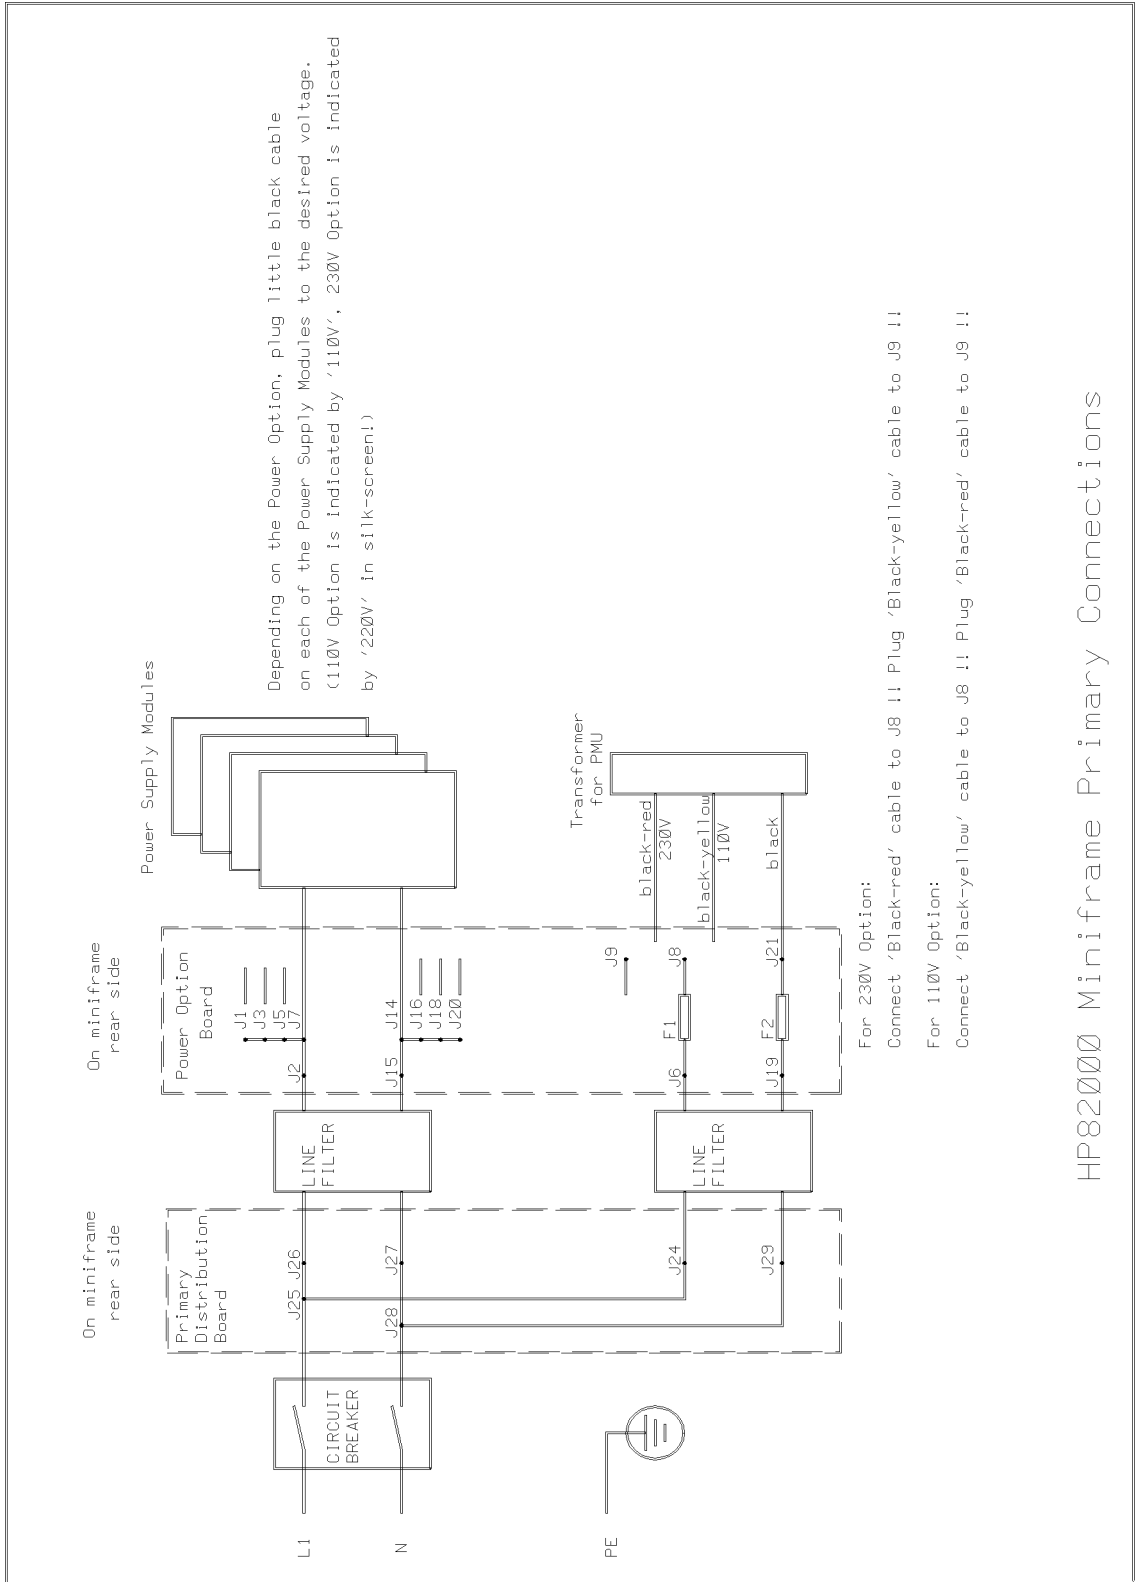 On miniframe
rear side
On miniframe
rear side
Power Supply Modules
Primary
Distribution
Board
Power Option
Board
J1
J3
J5
J7
J2
J26
J25
LINE
FILTER
L1
CIRCUIT
BREAKER
N
J28
J27
J15
J14
J16
J18
J20
Depending on the Power Option, plug little black cable
on each of the Power Supply Modules to the desired voltage.
(110V Option is indicated by '110V', 230V Option is indicated
by '220V' in silk-screen!)
Transformer
for PMU
PE
J9
black-red
230V
J24
LINE
FILTER
J6
F1
J8
black-yellow
110V
J29
J19
F2
J21
black
For 230V Option:
Connect 'Black-red' cable to J8 !! Plug 'Black-yellow' cable to J9 !!
For 110V Option:
Connect 'Black-yellow' cable to J8 !! Plug 'Black-red' cable to J9 !!
HP82000 Miniframe Primary Connections